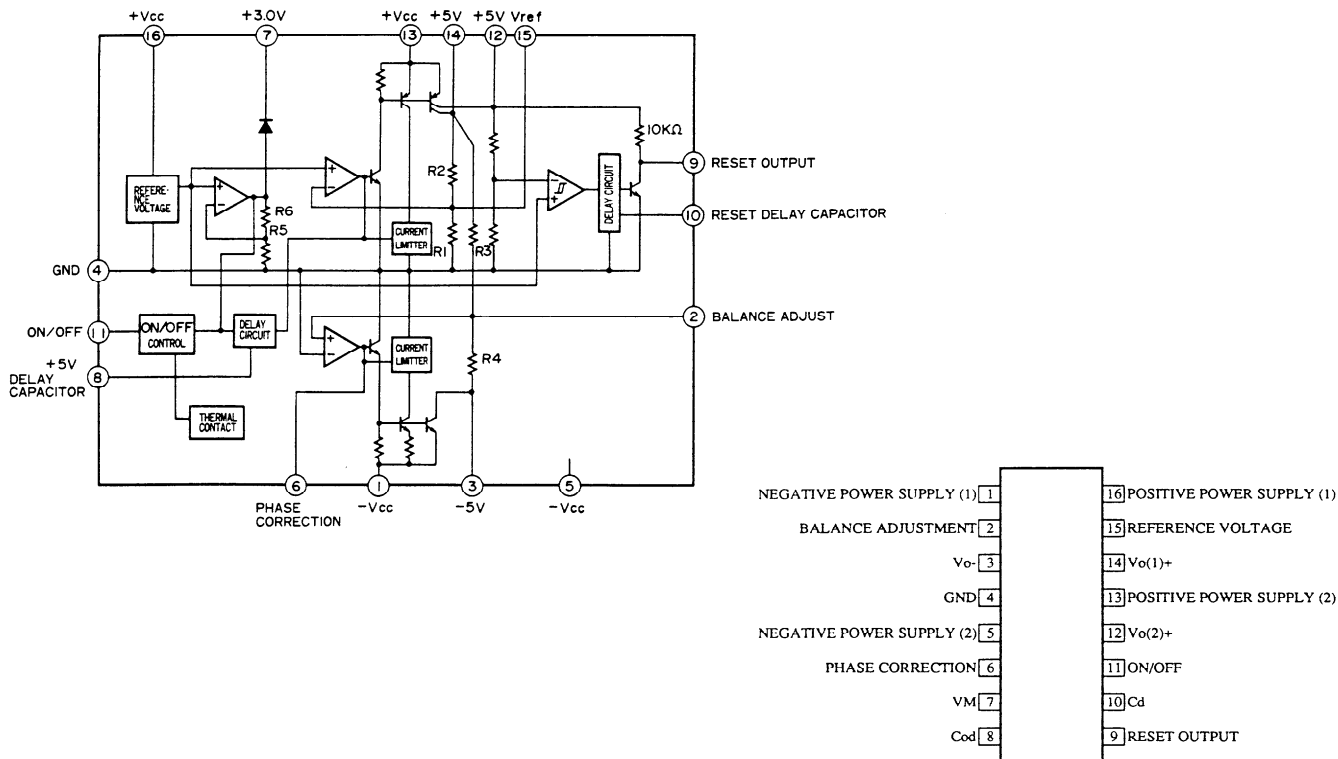 +Vcc +3.0V +Vcc +5V +5V Vref
16 7 13 14 12 15
10KΩ
9 RESET OUTPUT
REFERE-
NCE
VOLTAGE
+
−
R6
R5
+
−
R2
R1
R3
−
+
DELAY CIRCUIT
10 RESET DELAY CAPACITOR
CURRENT
LIMITTER
GND 4
ON/OFF 11
ON/OFF
CONTROL
DELAY
CIRCUIT
+
−
CURRENT
LIMITTER
R4
2 BALANCE ADJUST
+5V
DELAY
CAPACITOR
8
THERMAL
CONTACT
6 1 3 5
PHASE
CORRECTION
−Vcc −5V −Vcc
NEGATIVE POWER SUPPLY (1) 1 16 POSITIVE POWER SUPPLY (1)
BALANCE ADJUSTMENT 2 15 REFERENCE VOLTAGE
Vo- 3 14 Vo(1)+
GND 4 13 POSITIVE POWER SUPPLY (2)
NEGATIVE POWER SUPPLY (2) 5 12 Vo(2)+
PHASE CORRECTION 6 11 ON/OFF
VM 7 10 Cd
Cod 8 9 RESET OUTPUT